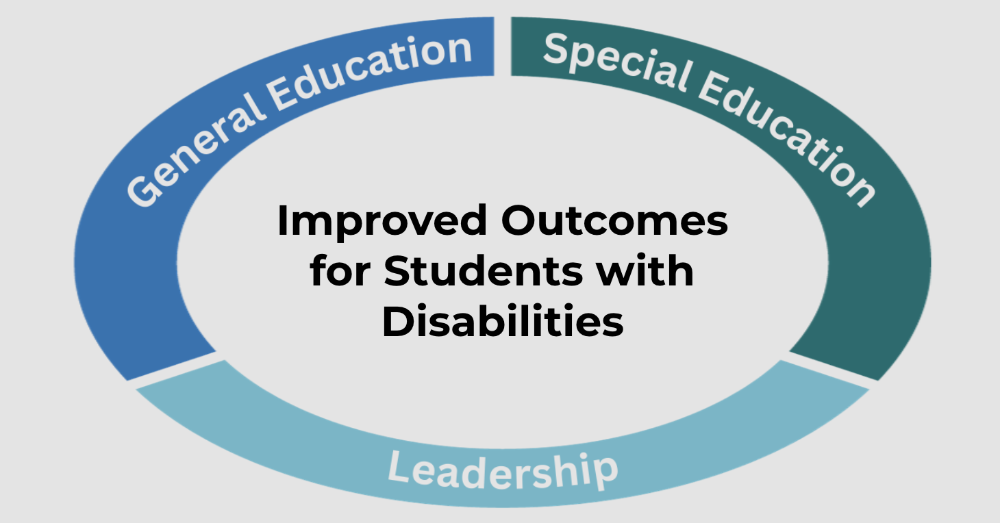 General Education
Special Education
Improved Outcomes
for Students with
Disabilities
Leadership